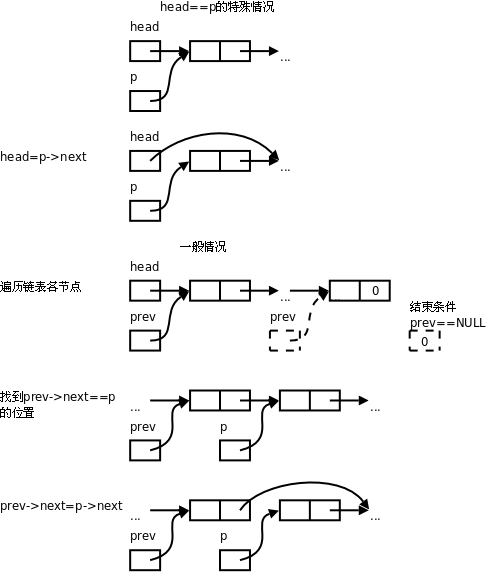 head==p的特殊情况
head
...
p
head
head=p->next
...
p
一般情况
head
遍历链表各节点
0
...
结束条件
prev
prev
prev==NULL
0
找到prev->next==p
的位置
...
...
prev
p
prev->next=p->next
...
...
prev
p